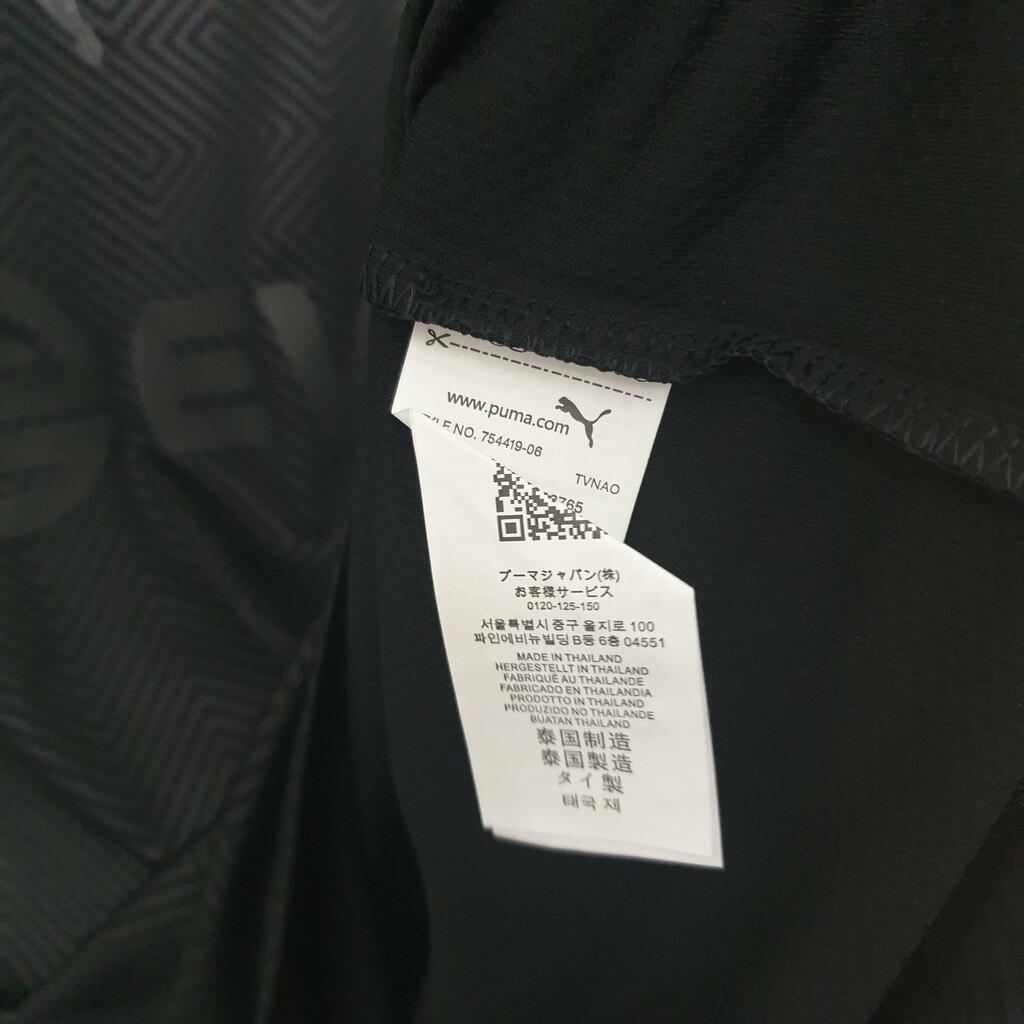 www.puma.com
NO. 754419-06
TVNAO
3765
プーマジャパン(株)
お客様サービス
0120-125-150
서울특별시 중구 을지로 100
파인에비뉴빌딩 B동 6층 04551
MADE IN THAILAND
HERGESTELLT IN THAILAND
FABRIQUÉ AU THAILANDE
FABRICADO EN THAILANDIA
PRODOTTO IN THAILAND
PRODUZIDO NO THAILANDE
BUATAN THAILAND
泰国制造
泰国製造
タイ製
태국 제